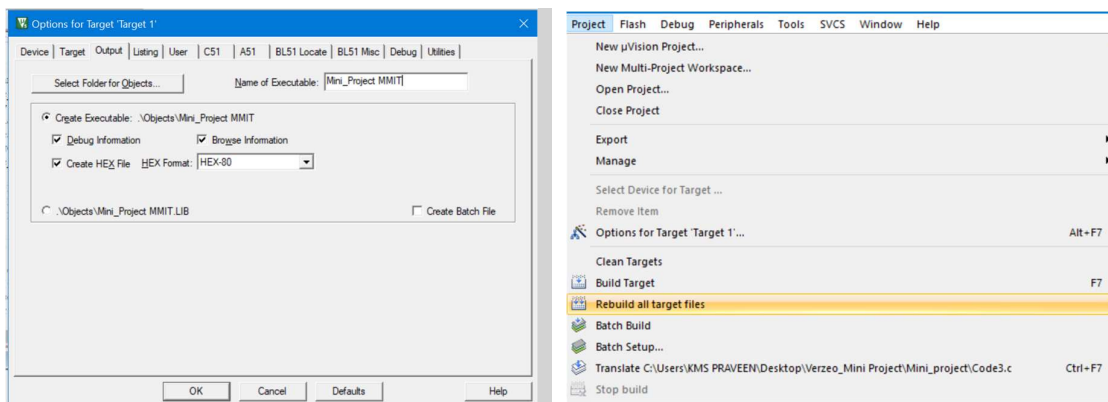 Options for Target 'Target 1'
Device Target Output Listing User C51 A51 BL51 Locate BL51 Misc Debug Utilities
Select Folder for Objects... Name of Executable: Mini_Project MMIT
Create Executable: .\Objects\Mini_Project MMIT
Debug Information Browse Information
Create HEX File HEX Format: HEX-80
.\Objects\Mini_Project MMIT.LIB Create Batch File
OK Cancel Defaults Help
Project Flash Debug Peripherals Tools SVCS Window Help
New µVision Project...
New Multi-Project Workspace...
Open Project...
Close Project
Export
Manage
Select Device for Target ...
Remove Item
Options for Target 'Target 1'... Alt+F7
Clean Targets
Build Target F7
Rebuild all target files
Batch Build
Batch Setup...
Translate C:\Users\KMS PRAVEEN\Desktop\Verzeo_Mini Project\Mini_project\Code3.c Ctrl+F7
Stop build